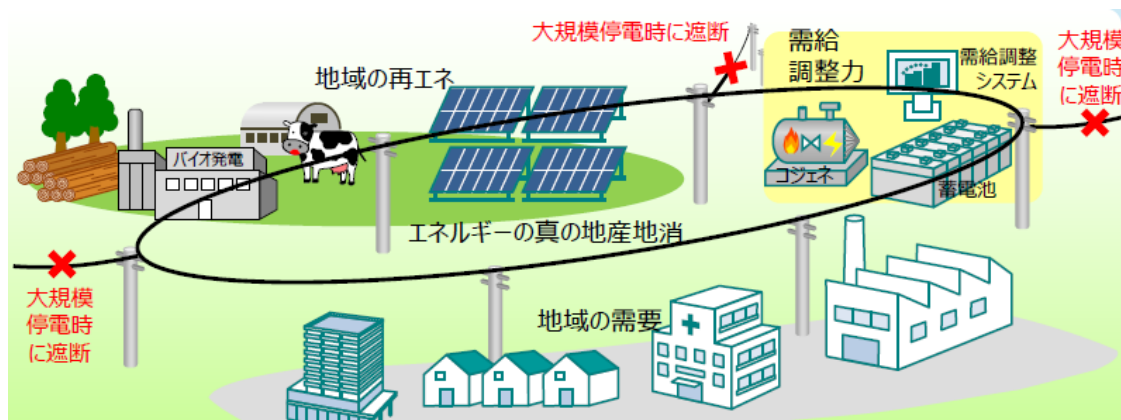 大規模停電時に遮断
需給
調整力
需給調整
システム
大規模
停電時
に遮断
地域の再エネ
バイオ発電
コジェネ
蓄電池
エネルギーの真の地産地消
大規模
停電時
に遮断
地域の需要